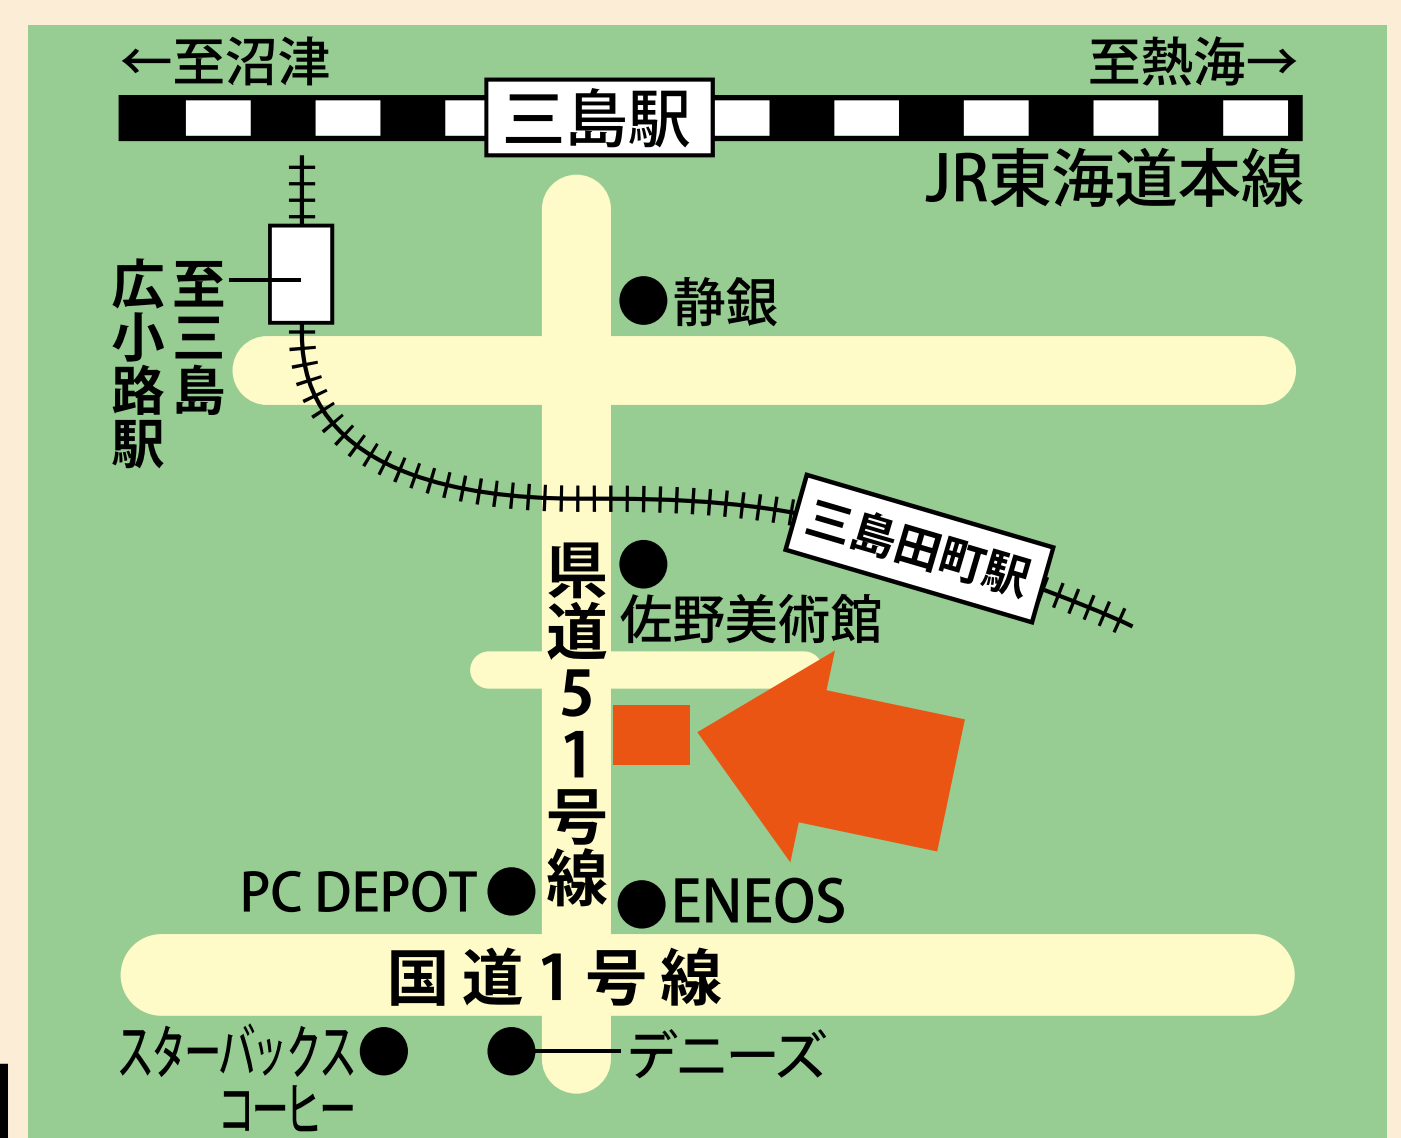 ←至沼津
至熱海→
三島駅
JR東海道本線
至三島
広小路駅
静銀
三島田町駅
県道51号線
佐野美術館
PC DEPOT
ENEOS
国道1号線
スターバックス
コーヒー
デニーズ